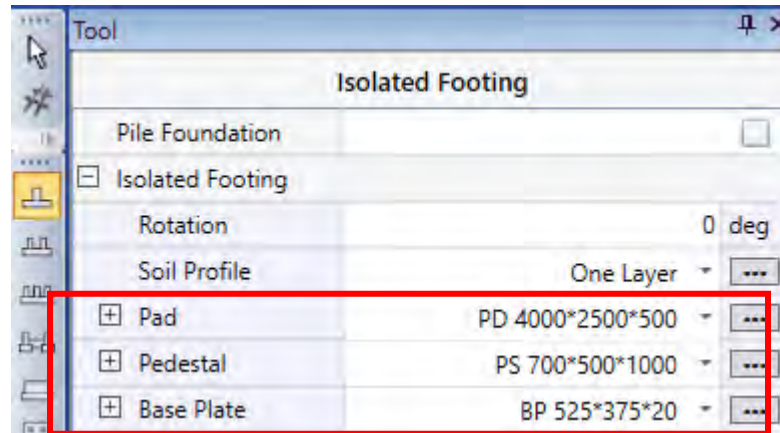 Tool
Isolated Footing
Pile Foundation
Isolated Footing
Rotation 0 deg
Soil Profile One Layer
Pad PD 4000*2500*500
Pedestal PS 700*500*1000
Base Plate BP 525*375*20